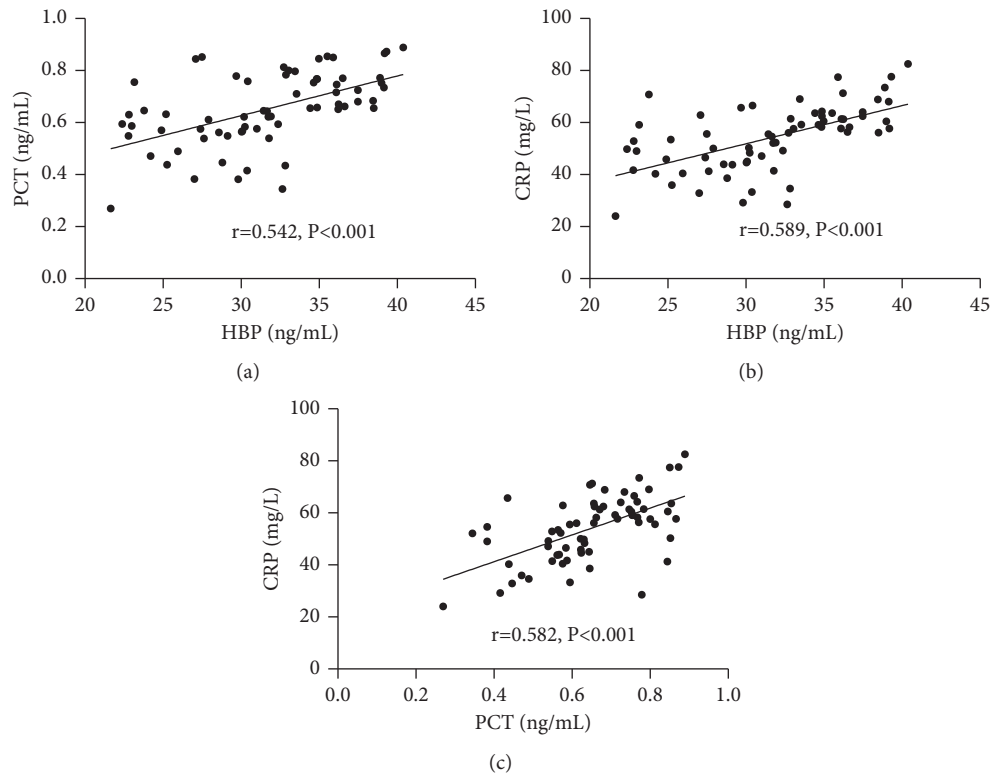 1.0
0.8
0.6
0.4
0.2
0.0
PCT (ng/mL)
r=0.542, P<0.001
20 25 30 35 40 45
HBP (ng/mL)
(a)
100
80
60
40
20
0
CRP (mg/L)
r=0.589, P<0.001
20 25 30 35 40 45
HBP (ng/mL)
(b)
100
80
60
40
20
0
CRP (mg/L)
r=0.582, P<0.001
0.0 0.2 0.4 0.6 0.8 1.0
PCT (ng/mL)
(c)